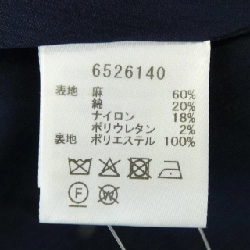 6526140
表地 麻 60%
綿 20%
ナイロン 18%
ポリウレタン 2%
裏地 ポリエステル 100%
F W